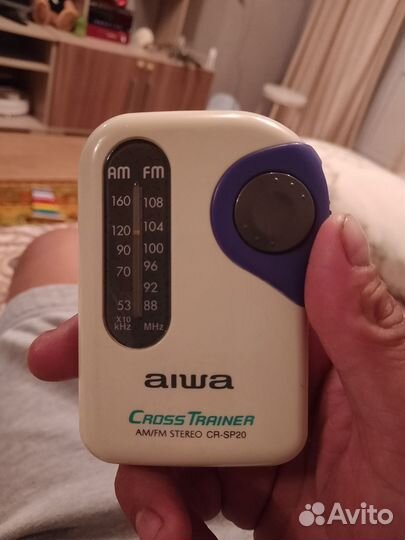 AM FM
160 108
120 104
90 100
70 96
92
53 88
X10
kHz MHz
aiwa
CROSS TRAINER
AM/FM STEREO CR-SP20
Avito